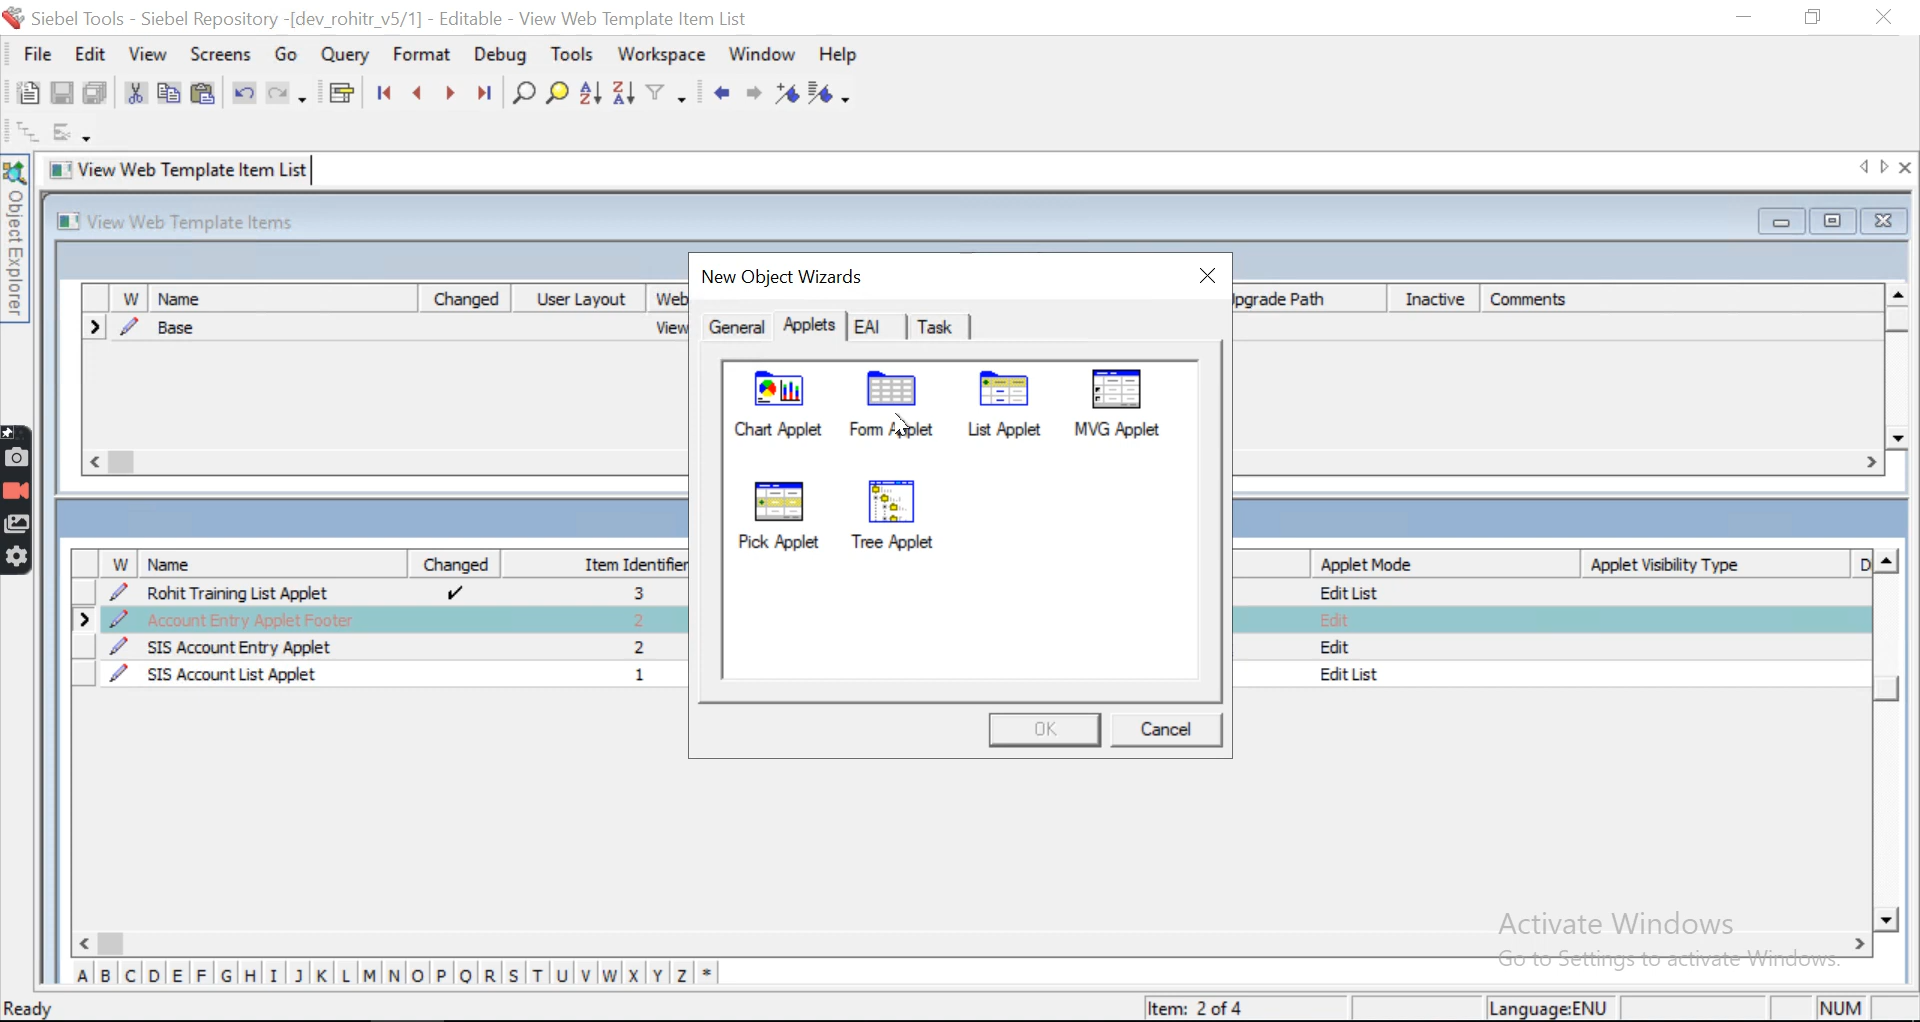 Siebel Tools - Siebel Repository -[dev_rohitr_v5/1] - Editable - View Web Template Item List
File Edit View Screens Go Query Format Debug Tools Workspace Window Help
View Web Template Item List
Object Explorer
View Web Template Items
W Name Changed User Layout Web pgrade Path Inactive Comments
Base View
New Object Wizards
General Applets EAI Task
Chart Applet Form Applet List Applet MVG Applet
Pick Applet Tree Applet
OK Cancel
W Name Changed Item Identifier Applet Mode Applet Visibility Type D
Rohit Training List Applet ✔ 3 Edit List
Account Entry Applet Footer 2 Edit
SIS Account Entry Applet 2 Edit
SIS Account List Applet 1 Edit List
Activate Windows
Go to Settings to activate Windows.
A B C D E F G H I J K L M N O P Q R S T U V W X Y Z *
Ready Item: 2 of 4 Language:ENU NUM